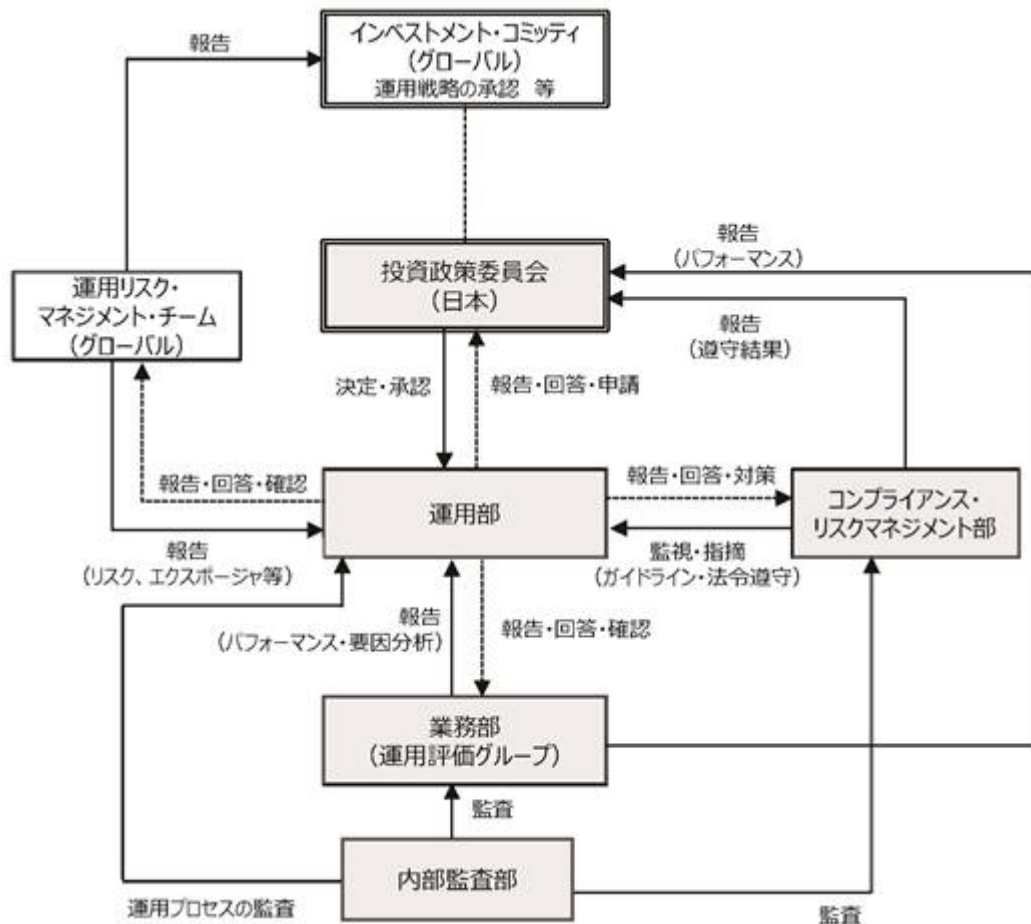 報告
インベストメント・コミッティ
(グローバル)
運用戦略の承認 等
報告
(パフォーマンス)
投資政策委員会
(日本)
運用リスク・
マネジメント・チーム
(グローバル)
報告
(遵守結果)
決定・承認
報告・回答・申請
報告・回答・確認
運用部
報告・回答・対策
コンプライアンス・
リスクマネジメント部
報告
(リスク、エクスポージャ等)
監視・指摘
(ガイドライン・法令遵守)
報告
(パフォーマンス・要因分析)
報告・回答・確認
業務部
(運用評価グループ)
監査
内部監査部
運用プロセスの監査
監査